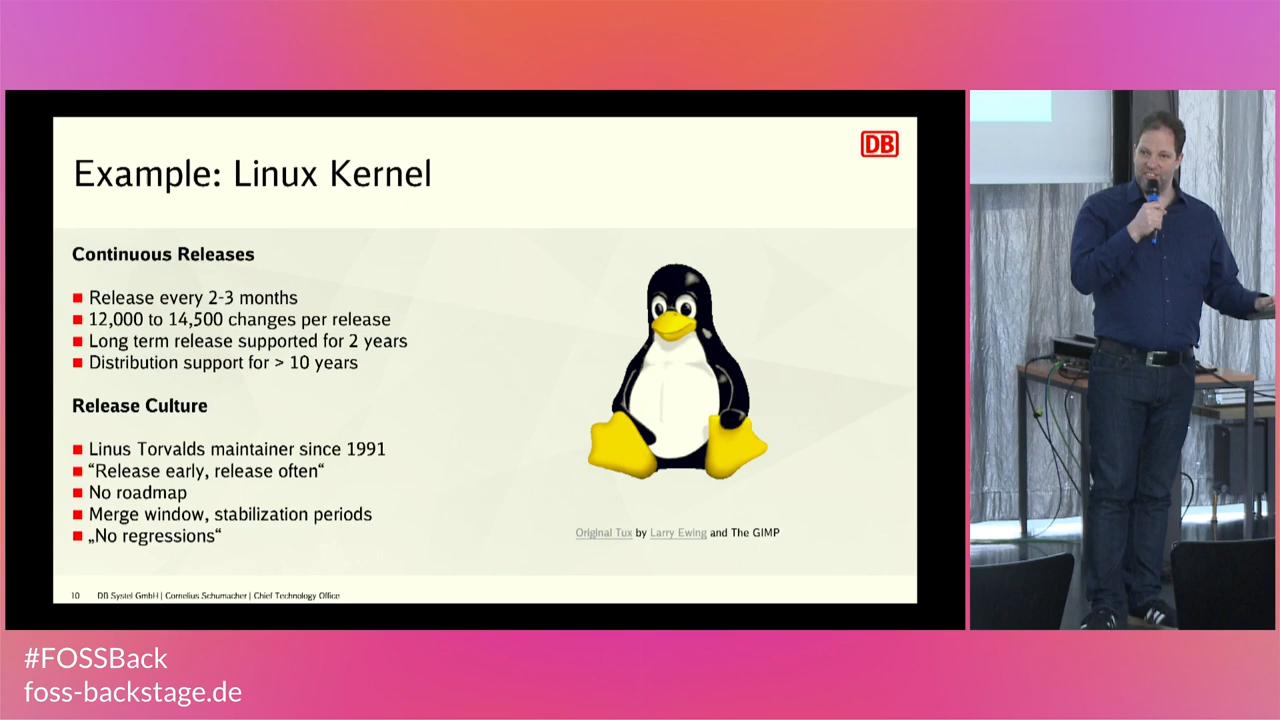 DB
Example: Linux Kernel
Continuous Releases
Release every 2-3 months
12,000 to 14,500 changes per release
Long term release supported for 2 years
Distribution support for > 10 years
Release Culture
Linus Torvalds maintainer since 1991
“Release early, release often“
No roadmap
Merge window, stabilization periods
„No regressions“
Original Tux by Larry Ewing and The GIMP
10 DB Systel GmbH | Cornelius Schumacher | Chief Technology Office
#FOSSBack
foss-backstage.de